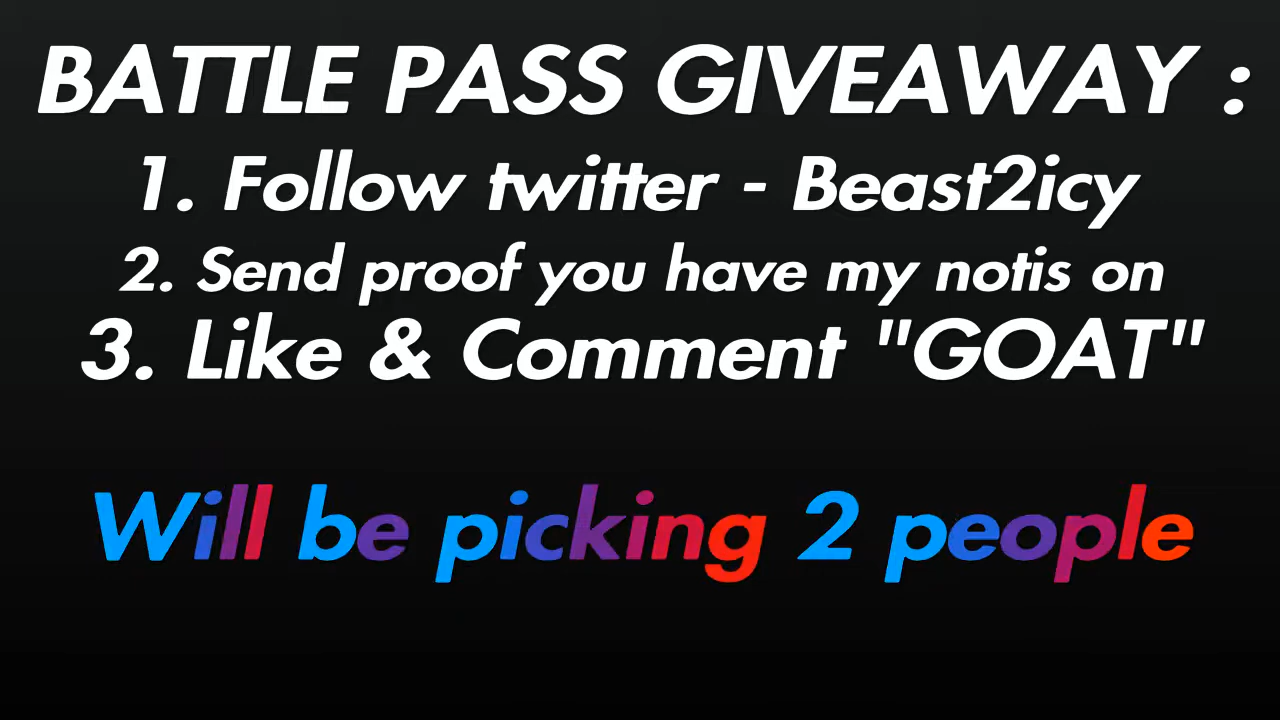 BATTLE PASS GIVEAWAY :
1. Follow twitter - Beast2icy
2. Send proof you have my notis on
3. Like & Comment "GOAT"
Will be picking 2 people